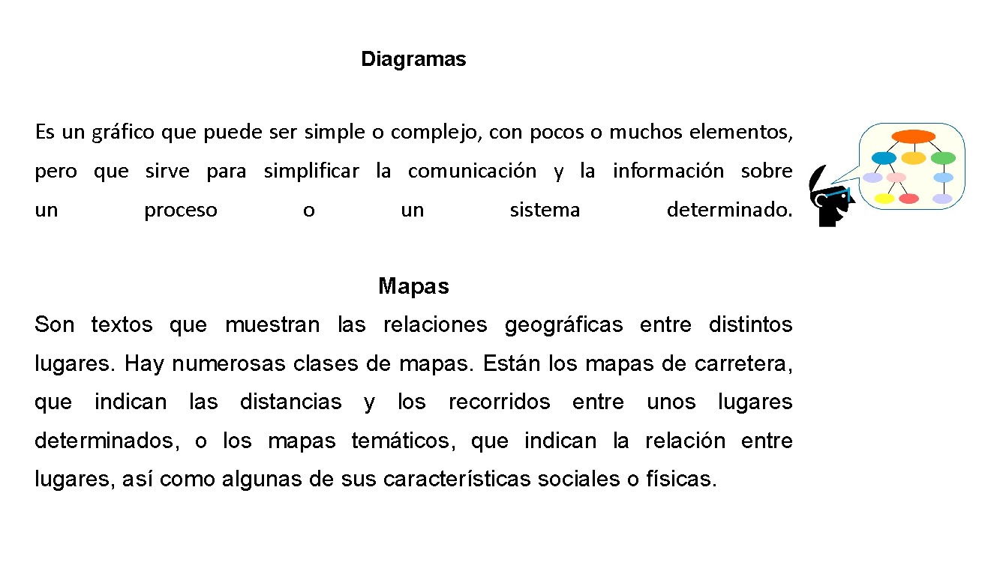 Diagramas
Es un gráfico que puede ser simple o complejo, con pocos o muchos elementos,
pero que sirve para simplificar la comunicación y la información sobre
un proceso o un sistema determinado.
Mapas
Son textos que muestran las relaciones geográficas entre distintos
lugares. Hay numerosas clases de mapas. Están los mapas de carretera,
que indican las distancias y los recorridos entre unos lugares
determinados, o los mapas temáticos, que indican la relación entre
lugares, así como algunas de sus características sociales o físicas.